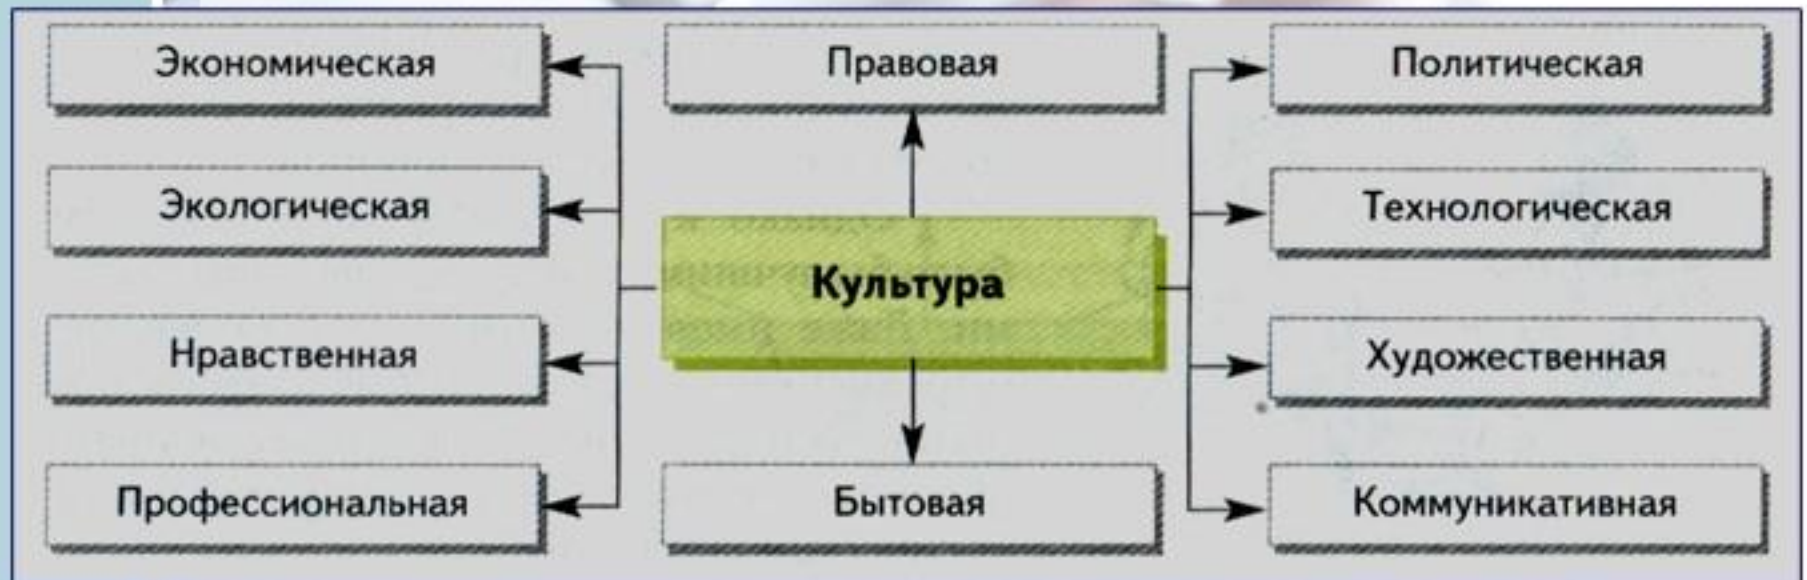 Экономическая
Правовая
Политическая
Экологическая
Технологическая
Культура
Нравственная
Художественная
Профессиональная
Бытовая
Коммуникативная